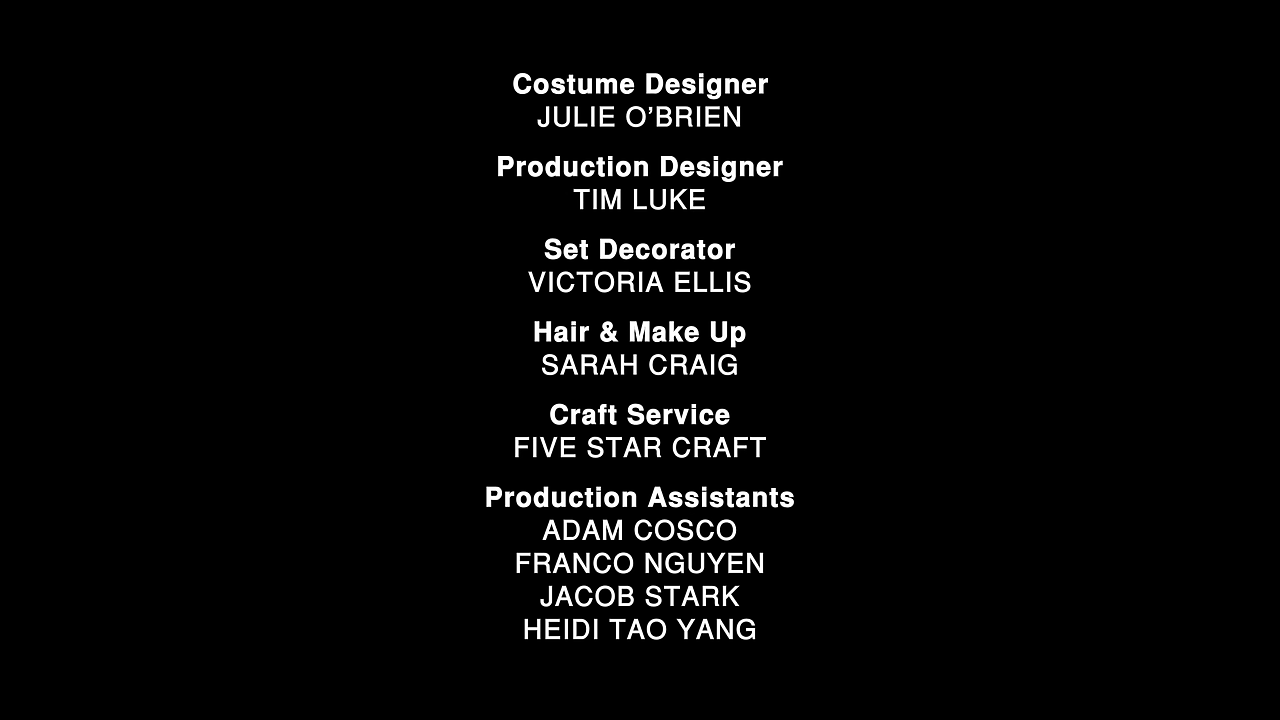 Costume Designer
JULIE O’BRIEN
Production Designer
TIM LUKE
Set Decorator
VICTORIA ELLIS
Hair & Make Up
SARAH CRAIG
Craft Service
FIVE STAR CRAFT
Production Assistants
ADAM COSCO
FRANCO NGUYEN
JACOB STARK
HEIDI TAO YANG